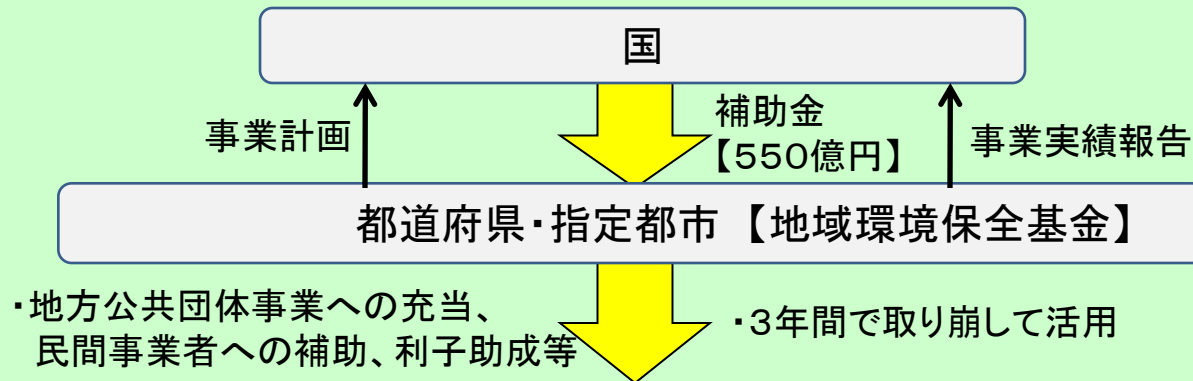 国
事業計画
補助金
【550億円】
事業実績報告
都道府県・指定都市 【地域環境保全基金】
・地方公共団体事業への充当、
民間事業者への補助、利子助成等
・3年間で取り崩して活用